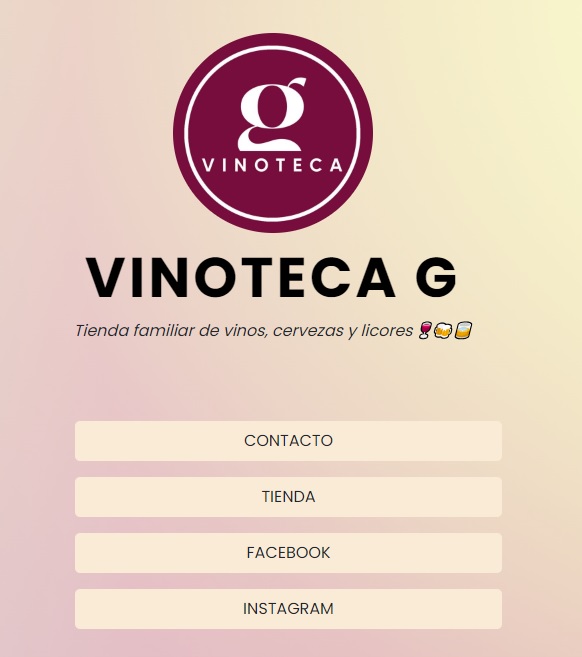 g
VINOTECA
VINOTECA G
Tienda familiar de vinos, cervezas y licores 🍷🍻🥃
CONTACTO
TIENDA
FACEBOOK
INSTAGRAM